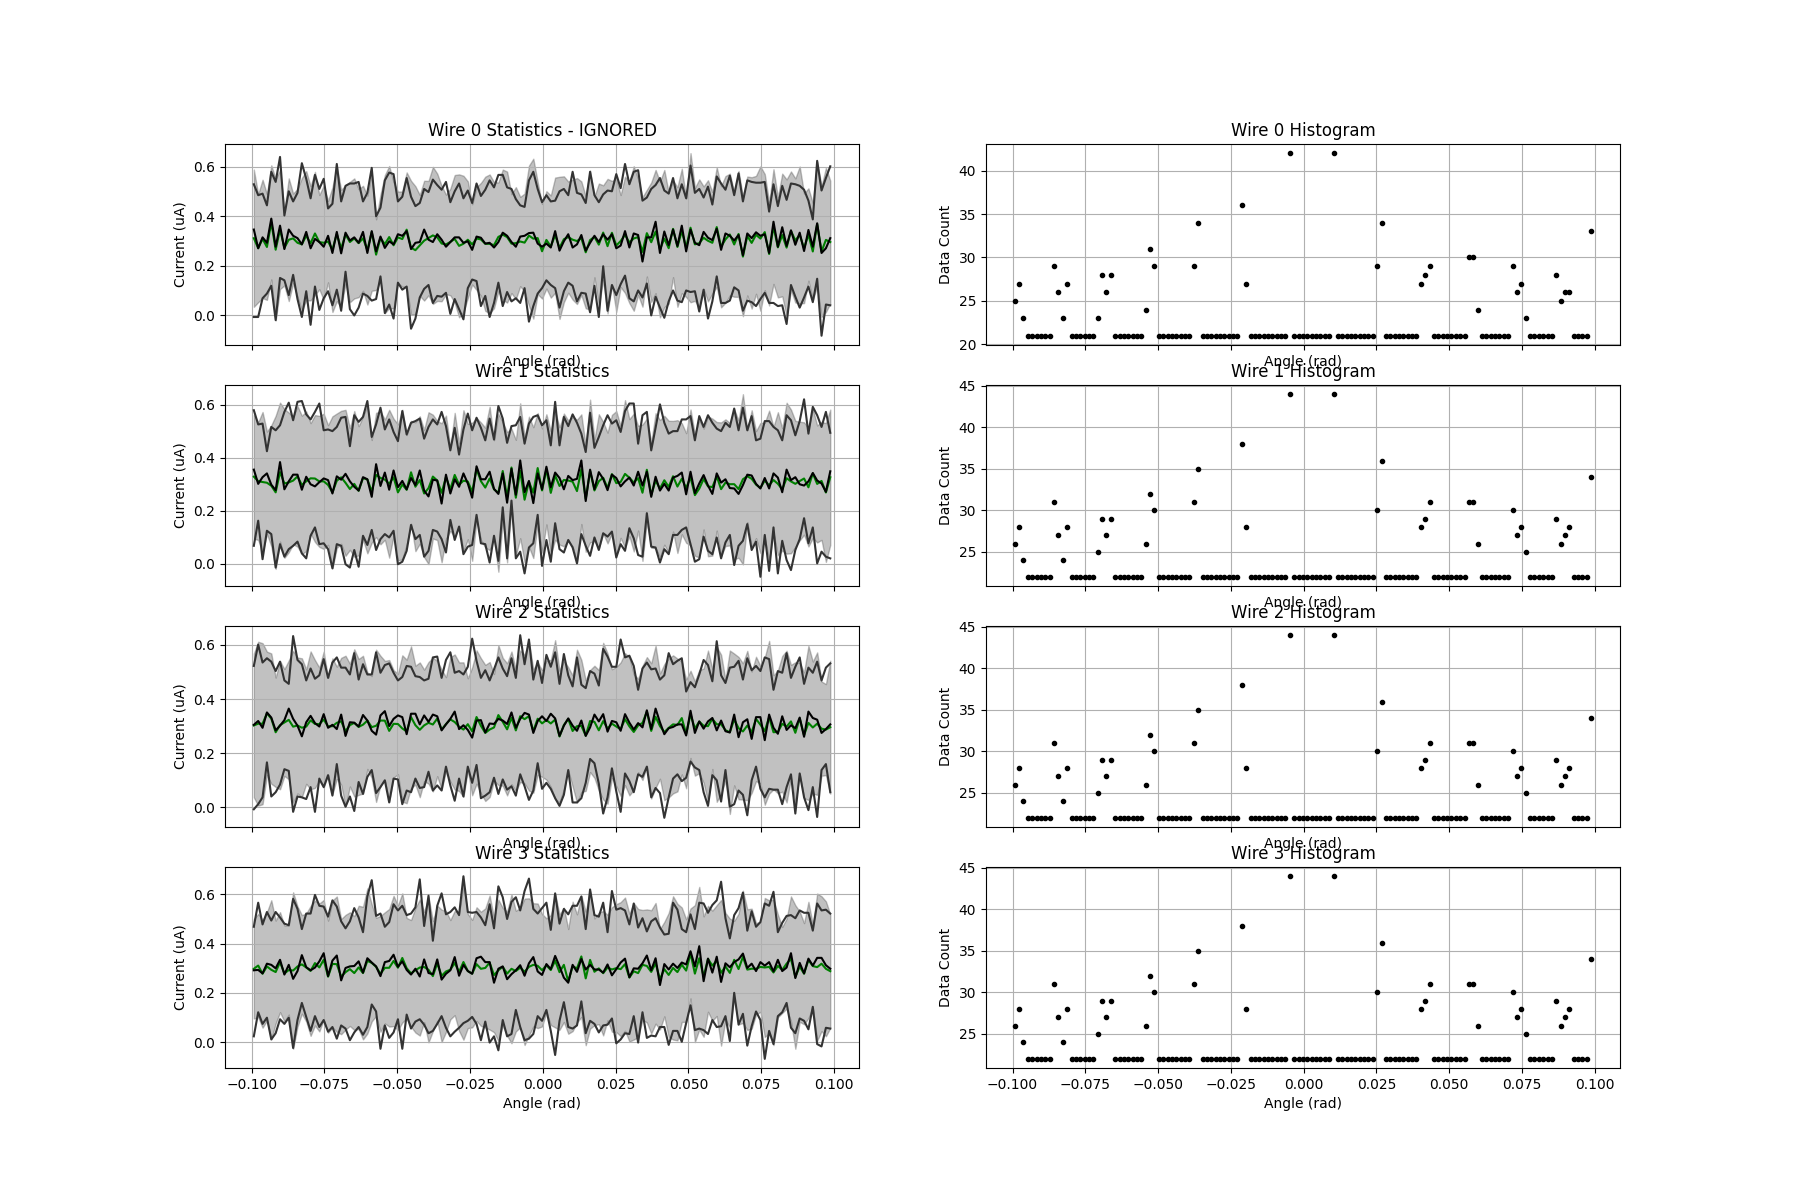 Wire 0 Statistics - IGNORED
Current (uA)
0.6
0.4
0.2
0.0
Angle (rad)
Wire 0 Histogram
Data Count
40
35
30
25
20
Angle (rad)
Wire 1 Statistics
Current (uA)
0.6
0.4
0.2
0.0
Angle (rad)
Wire 1 Histogram
Data Count
45
40
35
30
25
Angle (rad)
Wire 2 Statistics
Current (uA)
0.6
0.4
0.2
0.0
Angle (rad)
Wire 2 Histogram
Data Count
45
40
35
30
25
Angle (rad)
Wire 3 Statistics
Current (uA)
0.6
0.4
0.2
0.0
−0.100 −0.075 −0.050 −0.025 0.000 0.025 0.050 0.075 0.100
Angle (rad)
Wire 3 Histogram
Data Count
45
40
35
30
25
−0.100 −0.075 −0.050 −0.025 0.000 0.025 0.050 0.075 0.100
Angle (rad)